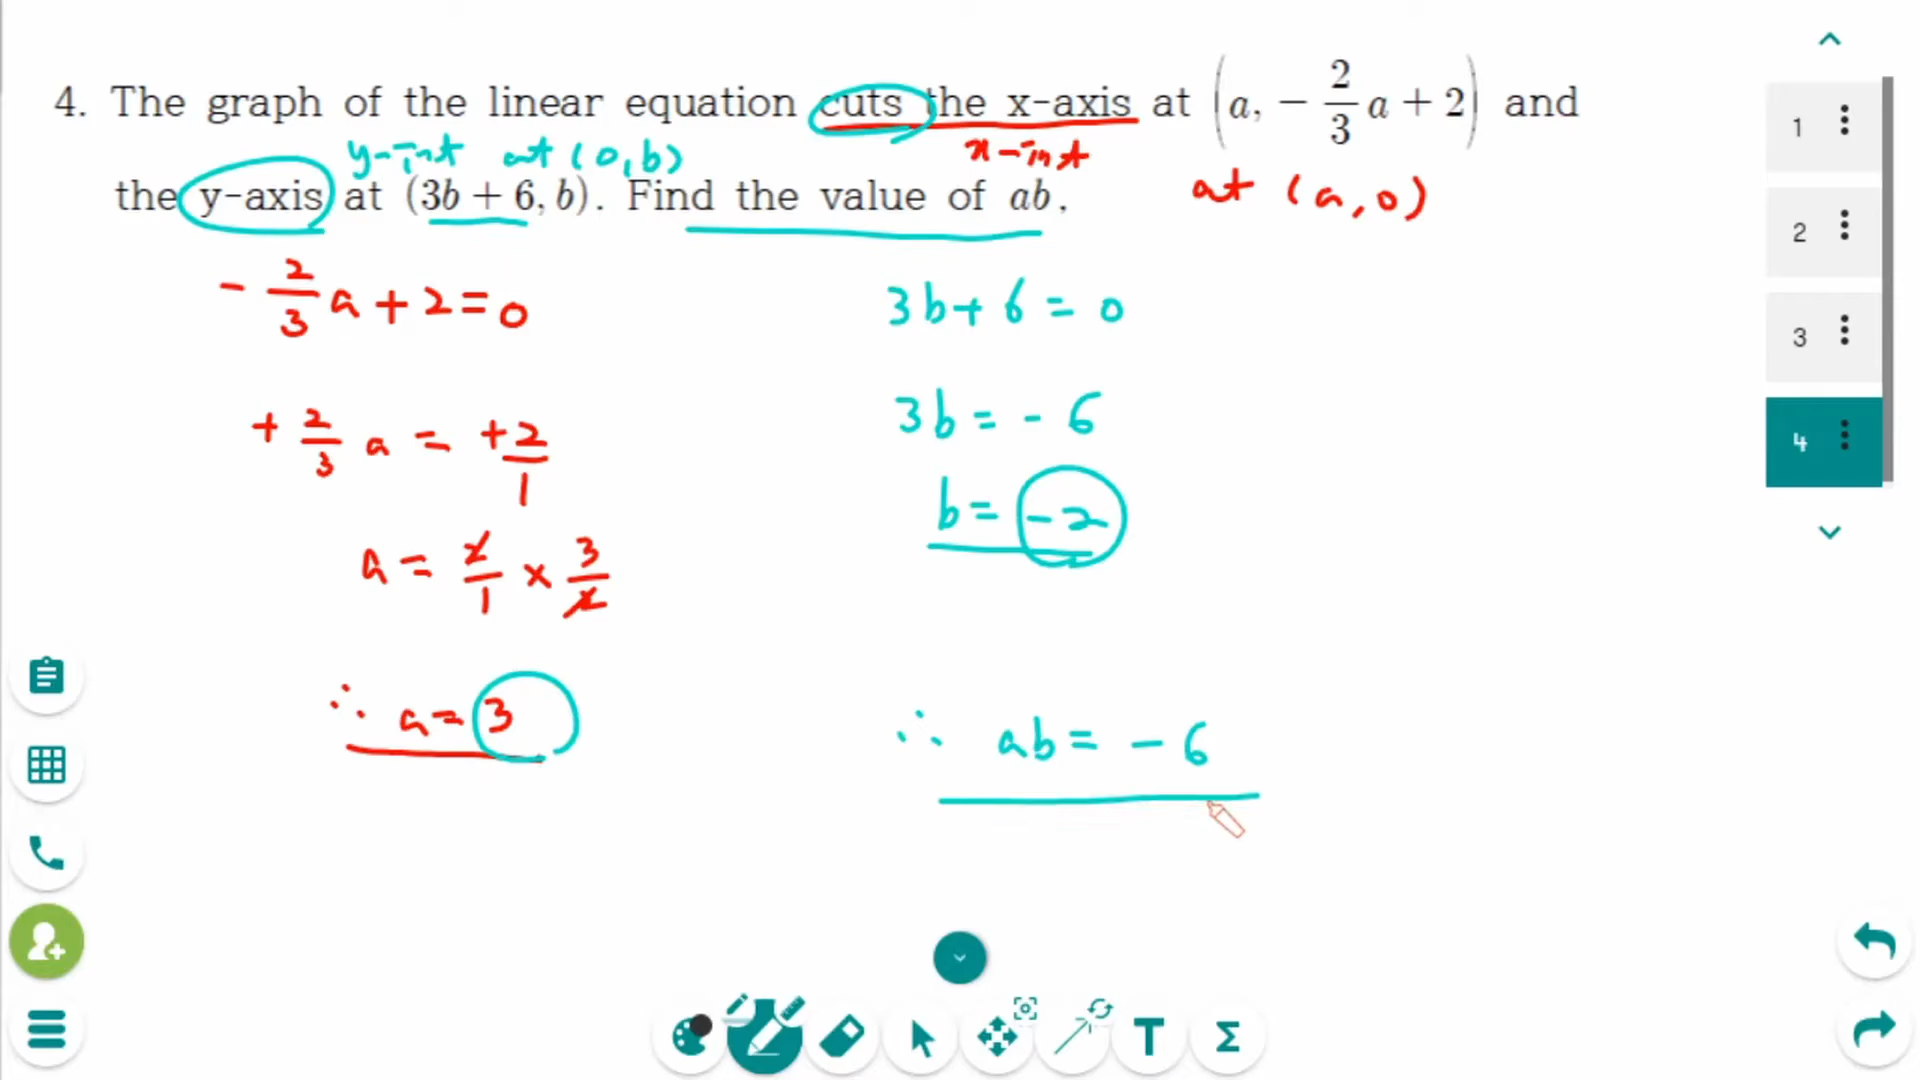 4. The graph of the linear equation cuts the x-axis at (a, -2/3 a + 2) and
y-int at (0, b)
x-int
the y-axis at (3b + 6, b). Find the value of ab.
at (a, 0)
- 2/3 a + 2 = 0
3b + 6 = 0
+ 2/3 a = +2/1
3b = - 6
b = -2
a = 2/1 × 3/2
∴ a = 3
∴ ab = - 6
1
2
3
4
T
Σ